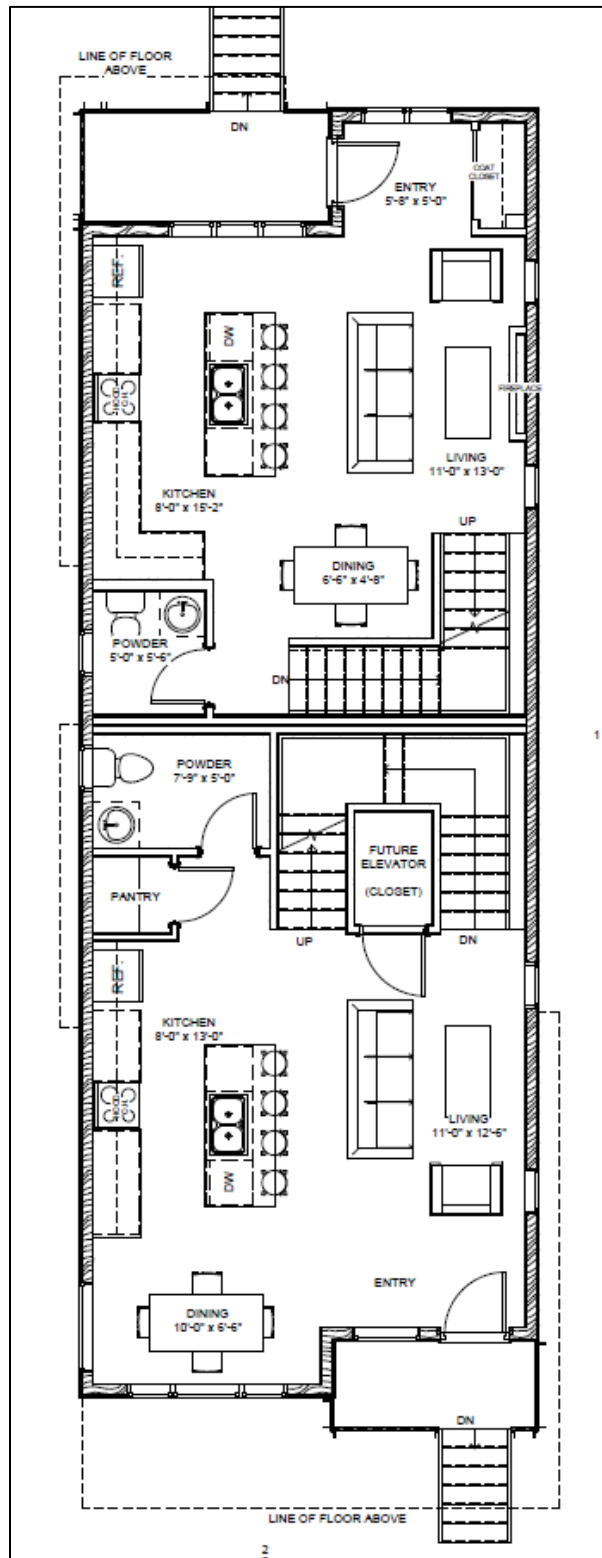 LINE OF FLOOR
ABOVE
DN
COAT
CLOSET
ENTRY
5'-8" x 5'-0"
REF.
DW
HOOD
O.H.
FIREPLACE
LIVING
11'-0" x 13'-0"
KITCHEN
8'-0" x 15'-2"
UP
DINING
6'-6" x 4'-8"
POWDER
5'-0" x 5'-6"
DN
1
POWDER
7'-9" x 5'-0"
FUTURE
ELEVATOR
(CLOSET)
PANTRY
UP
DN
REF.
KITCHEN
8'-0" x 13'-0"
HOOD
O.H.
LIVING
11'-0" x 12'-6"
DW
ENTRY
DINING
10'-0" x 6'-6"
DN
LINE OF FLOOR ABOVE
2